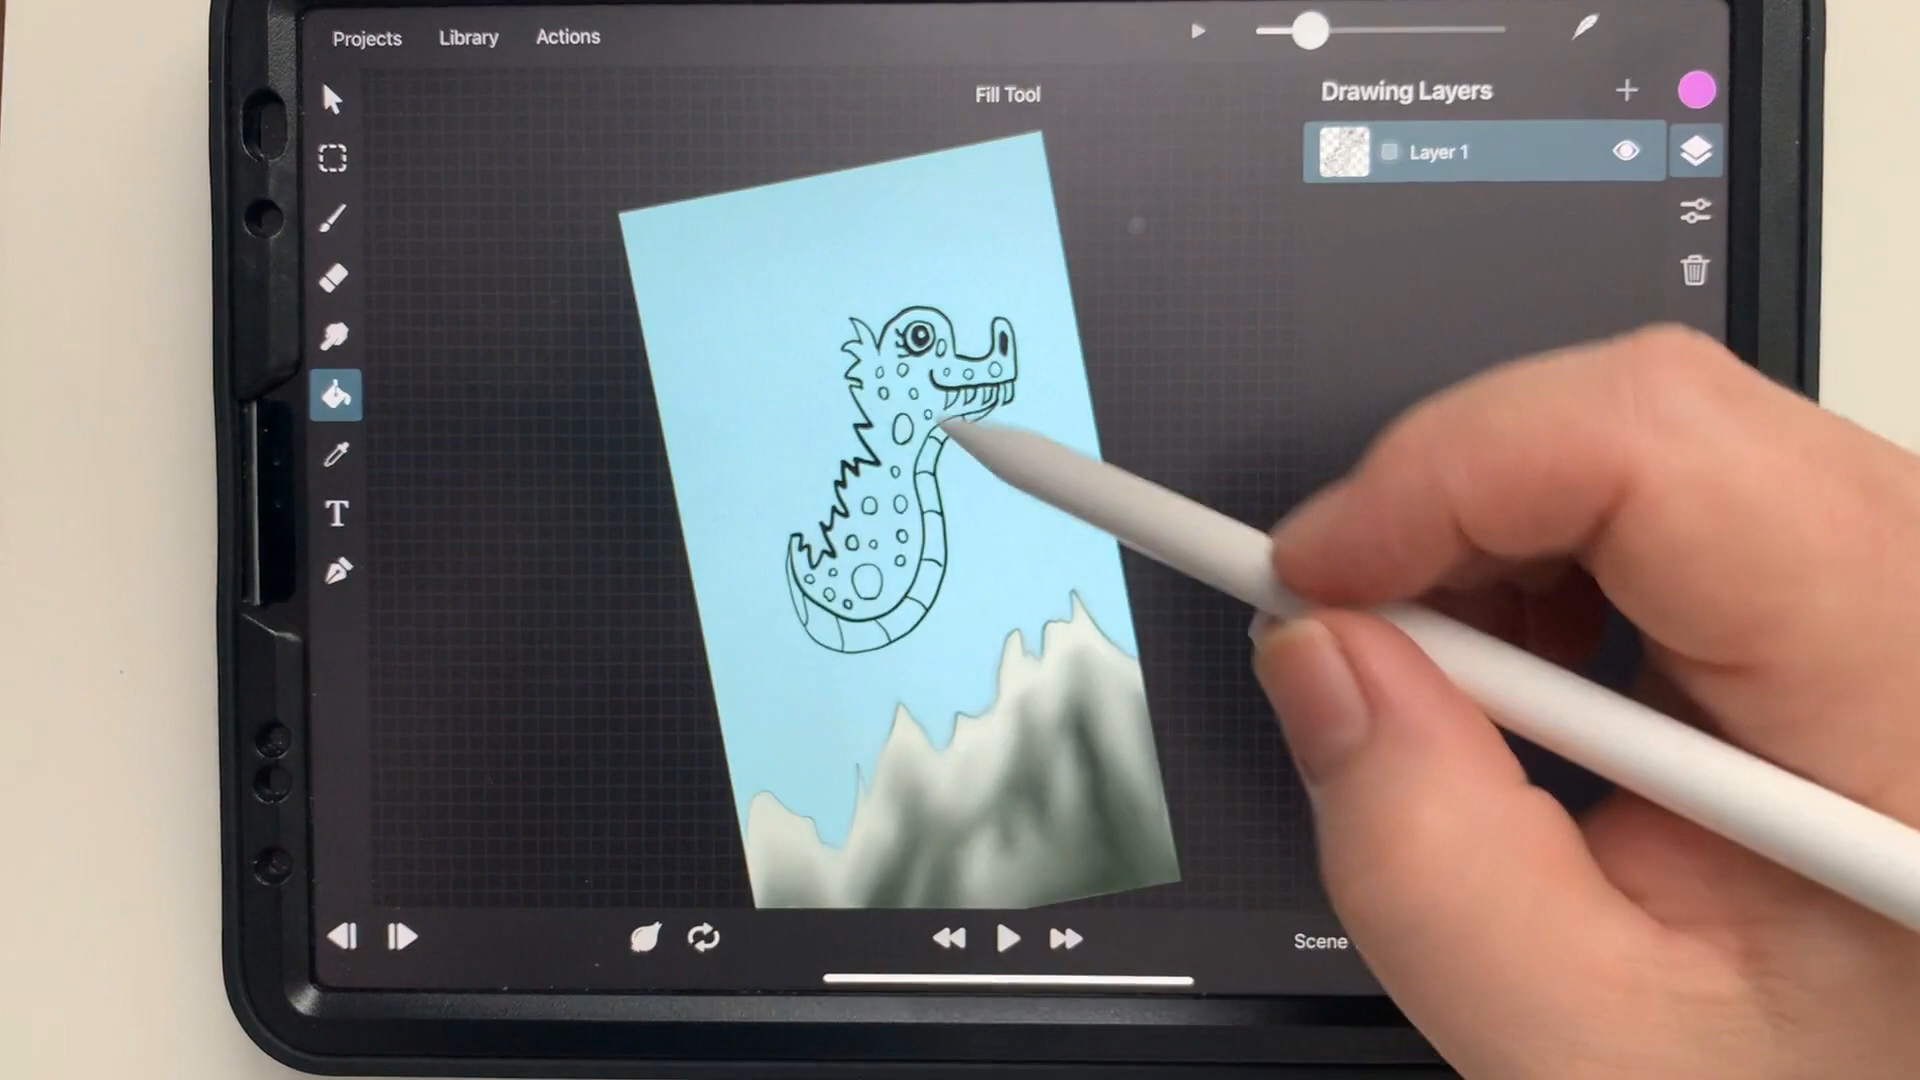 Projects
Library
Actions
Fill Tool
Drawing Layers
Layer 1
T
Scene